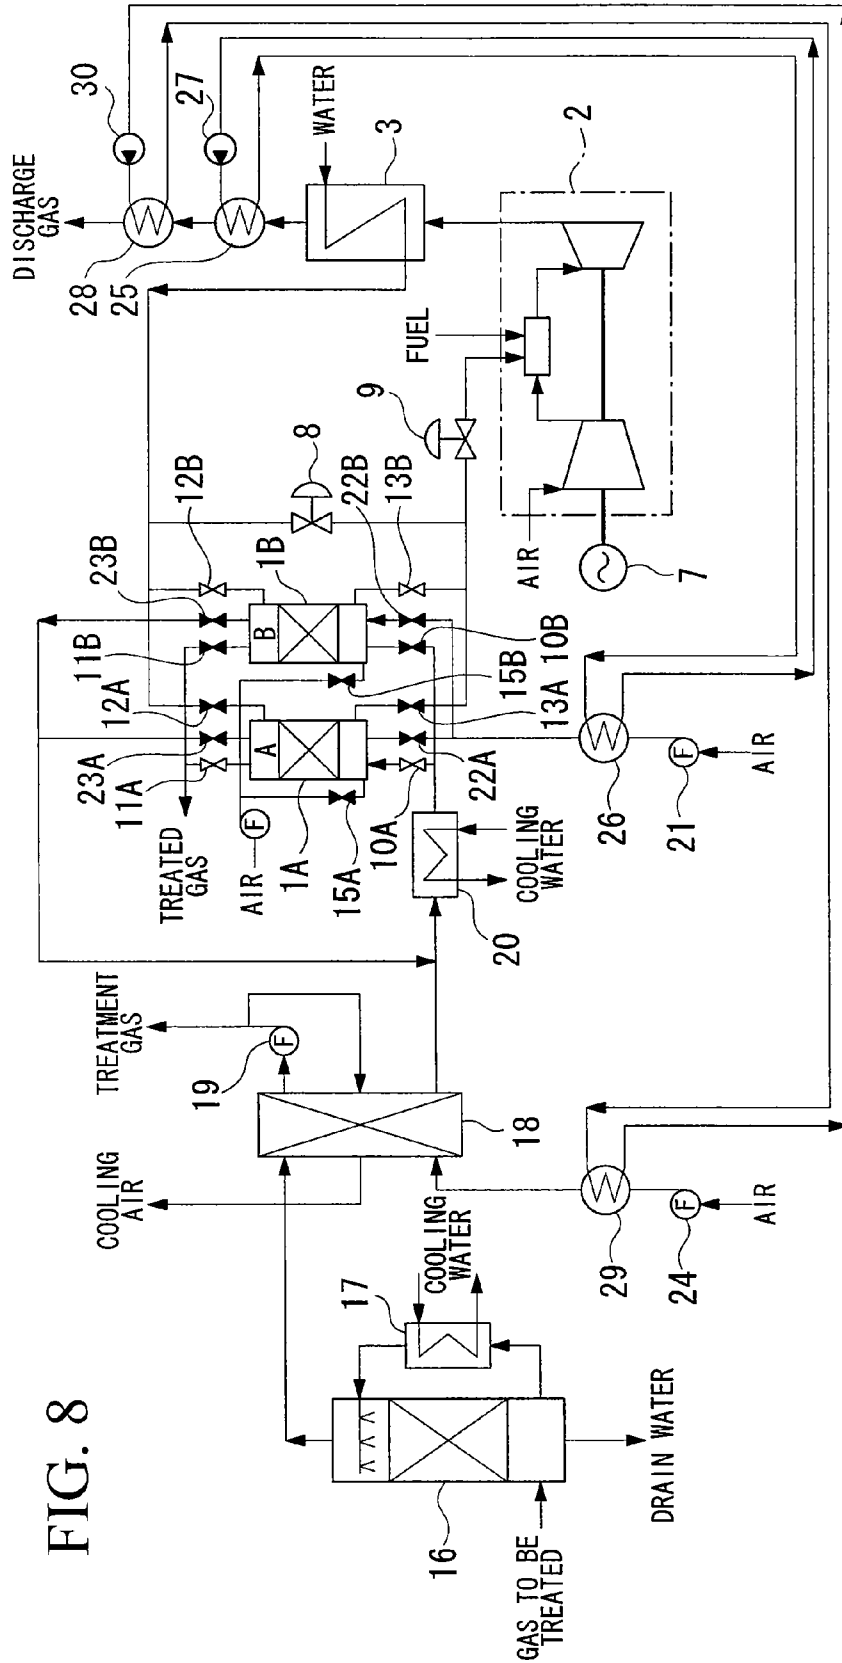 FIG. 8
GAS TO BE
TREATED
16
DRAIN WATER
17
COOLING
WATER
COOLING
AIR
18
19
F
TREATMENT
GAS
29
24
F
AIR
20
COOLING
WATER
TREATED
GAS
AIR
F
1A
15A
10A
11A
23A
12A
A
22A
13A
15B
10B
11B
23B
12B
B
1B
22B
13B
8
9
26
21
F
AIR
7
AIR
FUEL
2
3
WATER
25
28
27
30
DISCHARGE
GAS